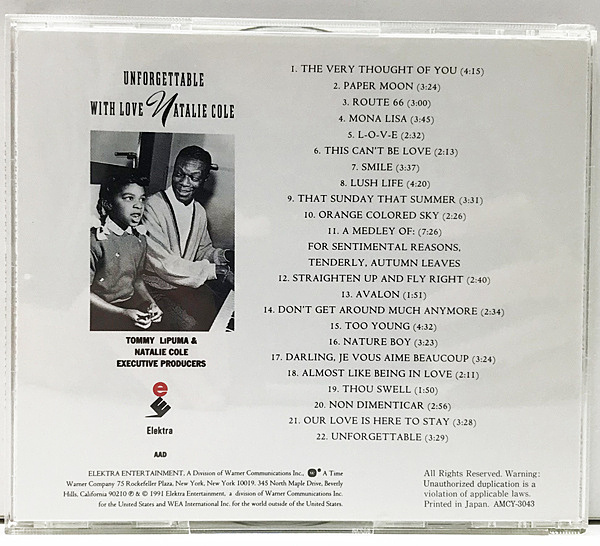 UNFORGETTABLE
WITH LOVE NATALIE COLE
TOMMY LiPUMA &
NATALIE COLE
EXECUTIVE PRODUCERS
e
Elektra
AAD
1. THE VERY THOUGHT OF YOU (4:15)
2. PAPER MOON (3:24)
3. ROUTE 66 (3:00)
4. MONA LISA (3:45)
5. L-O-V-E (2:32)
6. THIS CAN'T BE LOVE (2:13)
7. SMILE (3:37)
8. LUSH LIFE (4:20)
9. THAT SUNDAY THAT SUMMER (3:31)
10. ORANGE COLORED SKY (2:26)
11. A MEDLEY OF: (7:26)
FOR SENTIMENTAL REASONS,
TENDERLY, AUTUMN LEAVES
12. STRAIGHTEN UP AND FLY RIGHT (2:40)
13. AVALON (1:51)
14. DON'T GET AROUND MUCH ANYMORE (2:34)
15. TOO YOUNG (4:32)
16. NATURE BOY (3:23)
17. DARLING, JE VOUS AIME BEAUCOUP (3:24)
18. ALMOST LIKE BEING IN LOVE (2:11)
19. THOU SWELL (1:50)
20. NON DIMENTICAR (2:56)
21. OUR LOVE IS HERE TO STAY (3:28)
22. UNFORGETTABLE (3:29)
ELEKTRA ENTERTAINMENT, A Division of Warner Communications Inc., A Time
Warner Company 75 Rockefeller Plaza, New York, New York 10019. 345 North Maple Drive, Beverly
Hills, California 90210 ℗ & © 1991 Elektra Entertainment, a division of Warner Communications Inc.
for the United States and WEA International Inc. for the world outside of the United States.
All Rights Reserved. Warning:
Unauthorized duplication is a
violation of applicable laws.
Printed in Japan. AMCY-3043